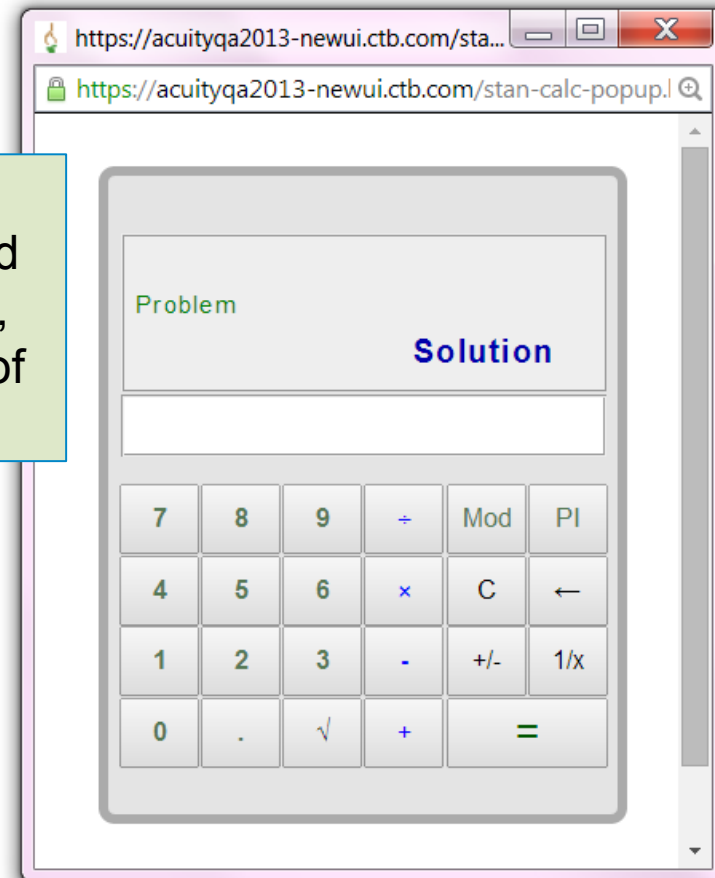 https://acuityqa2013-newui.ctb.com/sta...
https://acuityqa2013-newui.ctb.com/stan-calc-popup.
d
,
of
Problem
Solution
7 8 9 ÷ Mod PI
4 5 6 × C ←
1 2 3 - +/- 1/x
0 . √ + =